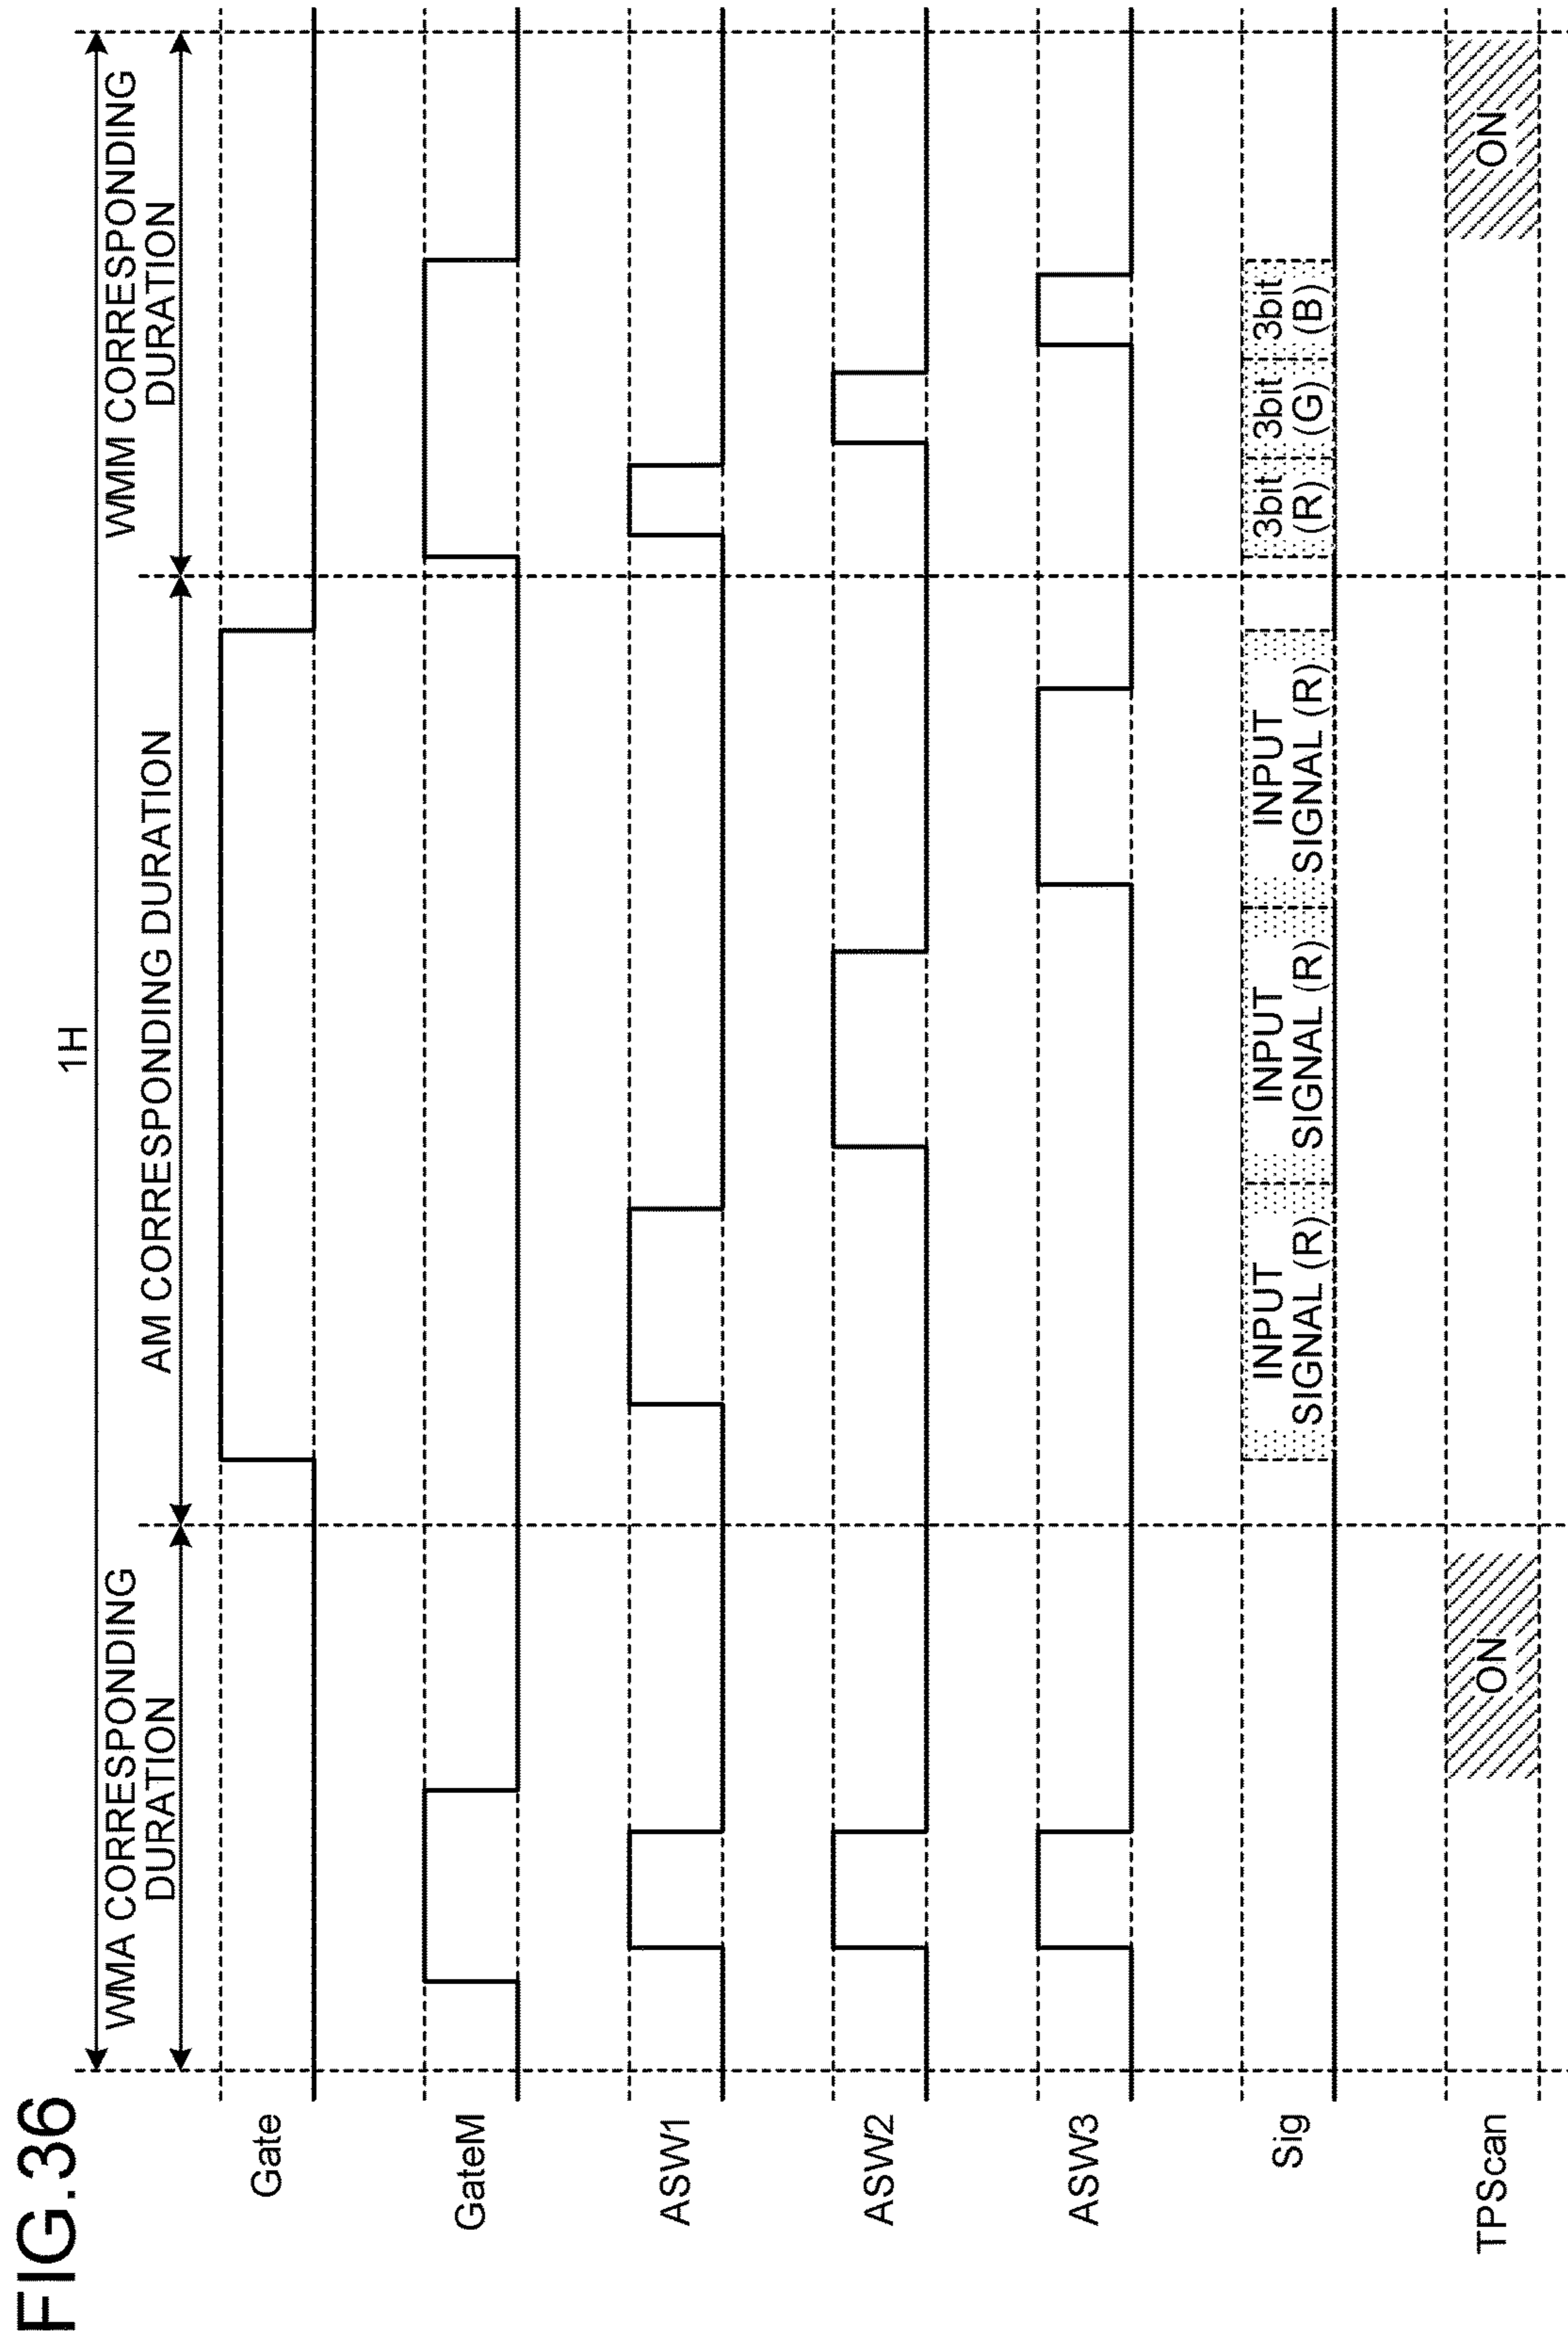 FIG.36
1H
WMA CORRESPONDING
DURATION
AM CORRESPONDING DURATION
WMM CORRESPONDING
DURATION
Gate
GateM
ASW1
ASW2
ASW3
Sig
INPUT
SIGNAL (R)
INPUT
SIGNAL (R)
INPUT
SIGNAL (R)
3bit
(R)
3bit
(G)
3bit
(B)
TPScan
ON
ON